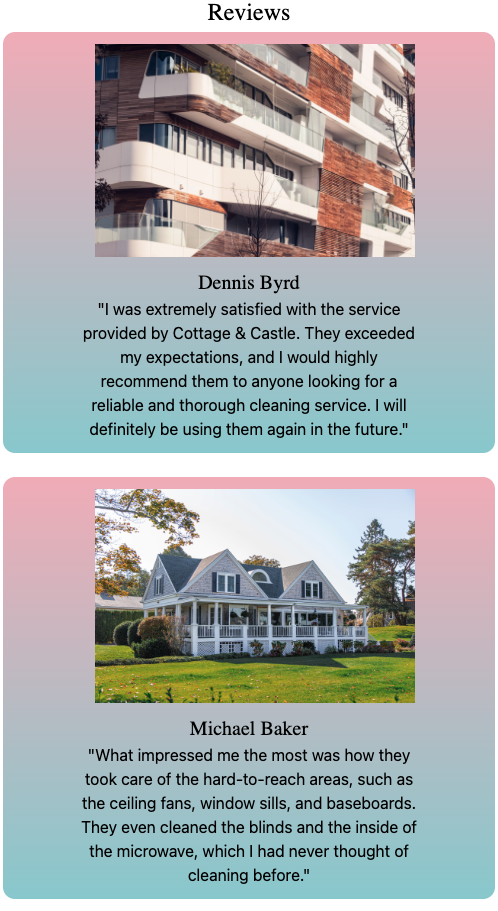 Reviews
Dennis Byrd
"I was extremely satisfied with the service
provided by Cottage & Castle. They exceeded
my expectations, and I would highly
recommend them to anyone looking for a
reliable and thorough cleaning service. I will
definitely be using them again in the future."
Michael Baker
"What impressed me the most was how they
took care of the hard-to-reach areas, such as
the ceiling fans, window sills, and baseboards.
They even cleaned the blinds and the inside of
the microwave, which I had never thought of
cleaning before."